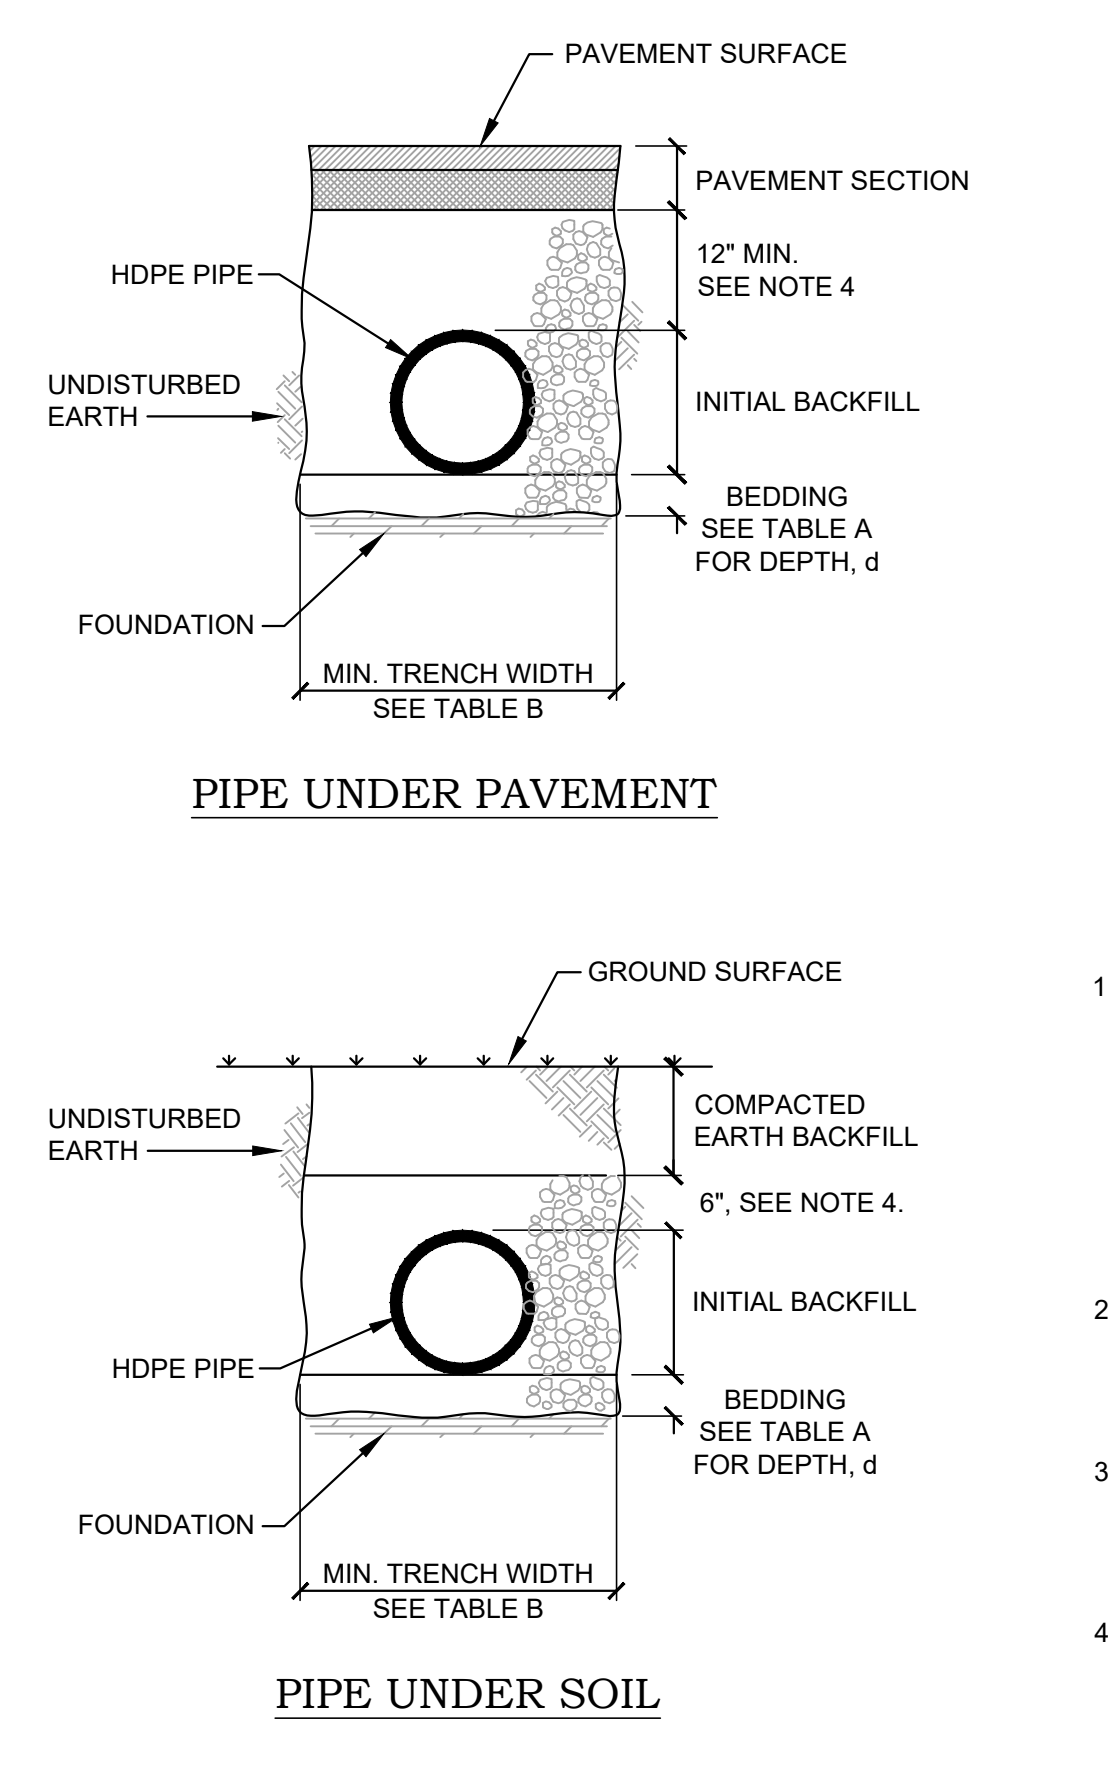 PAVEMENT SURFACE
PAVEMENT SECTION
12" MIN.
SEE NOTE 4
HDPE PIPE
UNDISTURBED
EARTH
INITIAL BACKFILL
BEDDING
SEE TABLE A
FOR DEPTH, d
FOUNDATION
MIN. TRENCH WIDTH
SEE TABLE B
PIPE UNDER PAVEMENT
GROUND SURFACE
1
UNDISTURBED
EARTH
COMPACTED
EARTH BACKFILL
6", SEE NOTE 4.
INITIAL BACKFILL
2
HDPE PIPE
BEDDING
SEE TABLE A
FOR DEPTH, d
3
FOUNDATION
MIN. TRENCH WIDTH
SEE TABLE B
4
PIPE UNDER SOIL